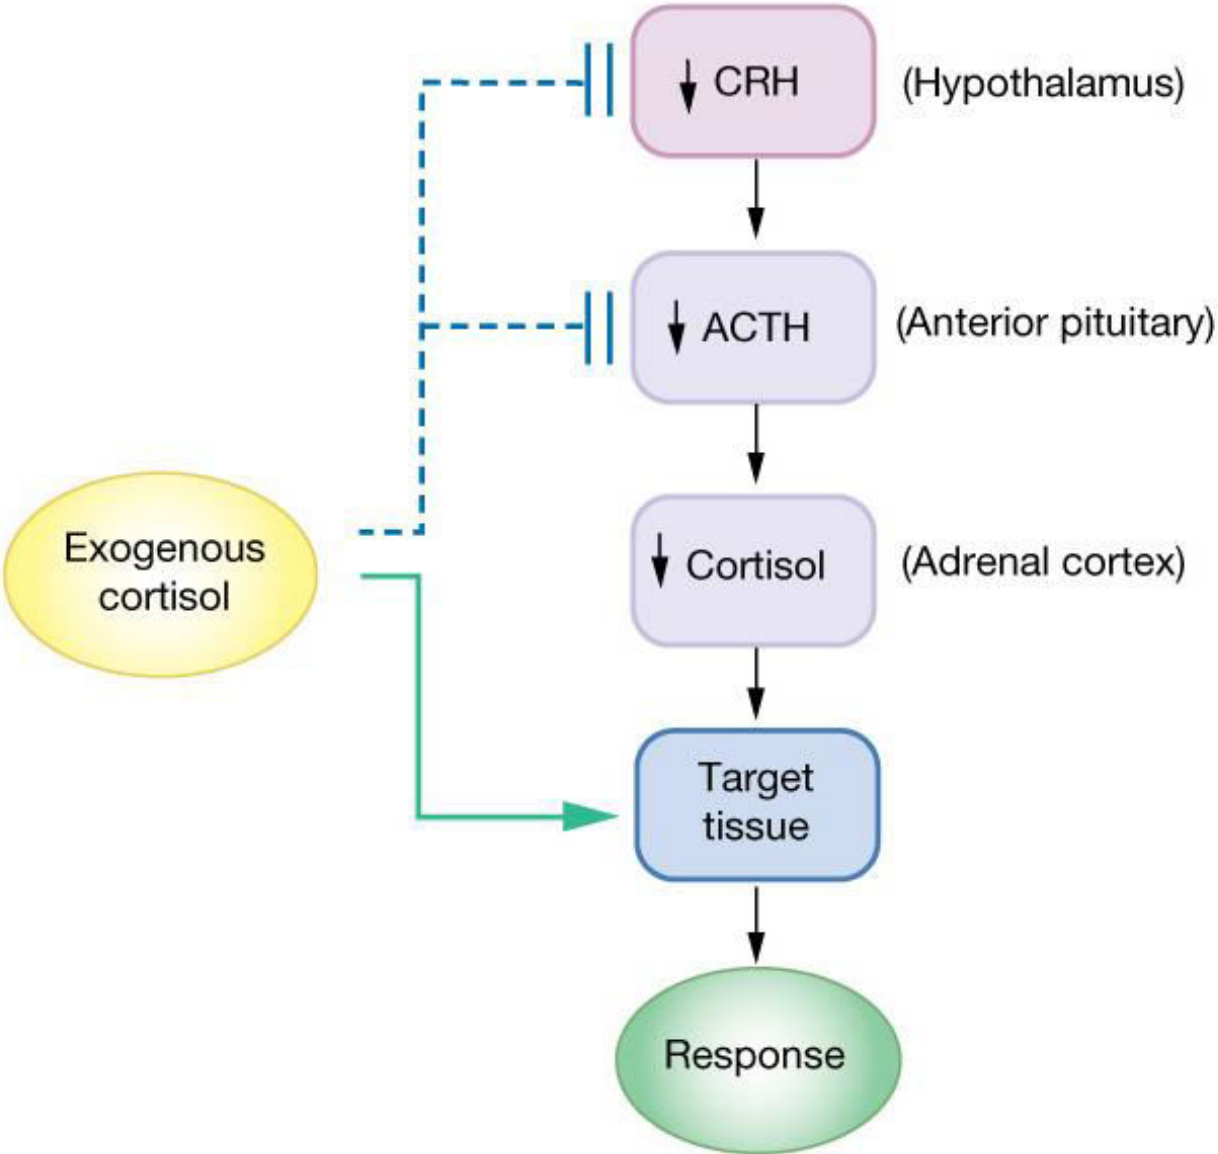 ↓ CRH
(Hypothalamus)
↓ ACTH
(Anterior pituitary)
Exogenous
cortisol
↓ Cortisol
(Adrenal cortex)
Target
tissue
Response